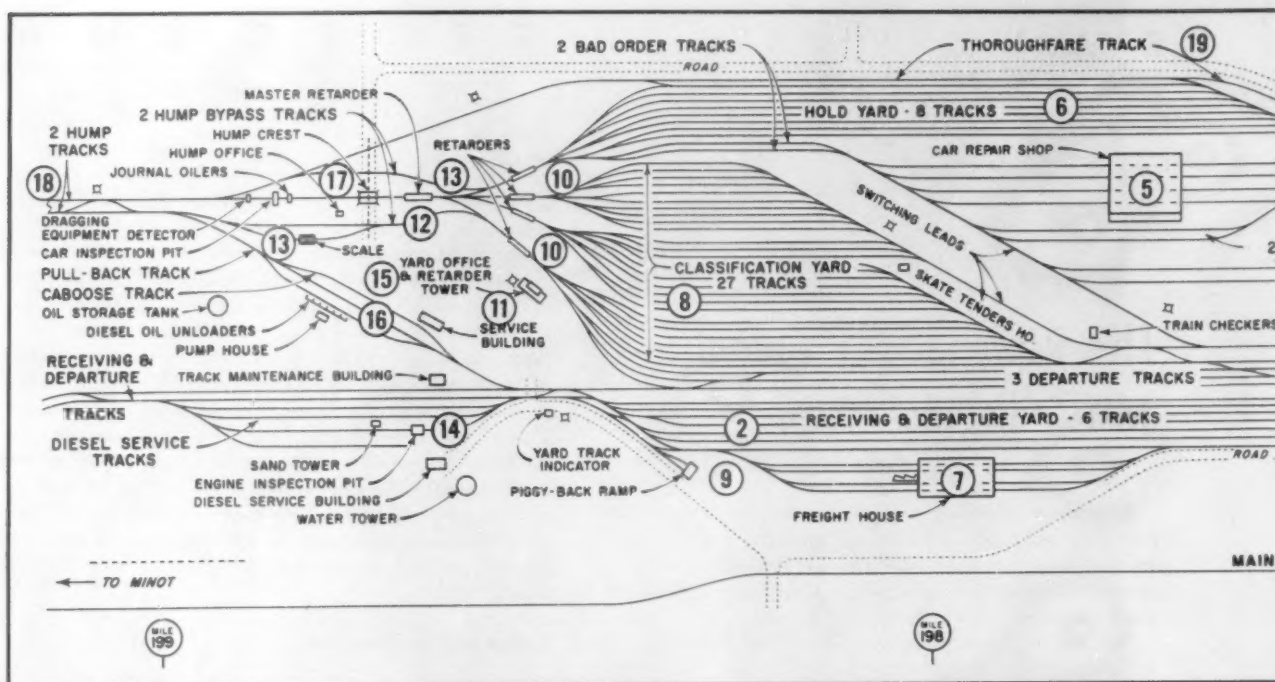 2 BAD ORDER TRACKS
THOROUGHFARE TRACK
19
ROAD
MASTER RETARDER
2 HUMP BYPASS TRACKS
HUMP CREST
HUMP OFFICE
JOURNAL OILERS
2 HUMP
TRACKS
18
17
RETARDERS
13
10
HOLD YARD - 8 TRACKS
6
CAR REPAIR SHOP
5
DRAGGING
EQUIPMENT DETECTOR
CAR INSPECTION PIT
PULL-BACK TRACK
CABOOSE TRACK
OIL STORAGE TANK
DIESEL OIL UNLOADERS
PUMP HOUSE
13
SCALE
12
15
YARD OFFICE
& RETARDER
TOWER
11
10
16
SERVICE
BUILDING
CLASSIFICATION YARD
27 TRACKS
8
SWITCHING LEADS
SKATE TENDERS HO.
2
TRAIN CHECKERS
RECEIVING &
DEPARTURE
TRACKS
TRACK MAINTENANCE BUILDING
3 DEPARTURE TRACKS
DIESEL SERVICE
TRACKS
14
2
RECEIVING & DEPARTURE YARD - 6 TRACKS
SAND TOWER
ENGINE INSPECTION PIT
DIESEL SERVICE BUILDING
WATER TOWER
YARD TRACK
INDICATOR
PIGGY-BACK RAMP
9
7
FREIGHT HOUSE
ROAD
MAIN
TO MINOT
MILE
199
MILE
198